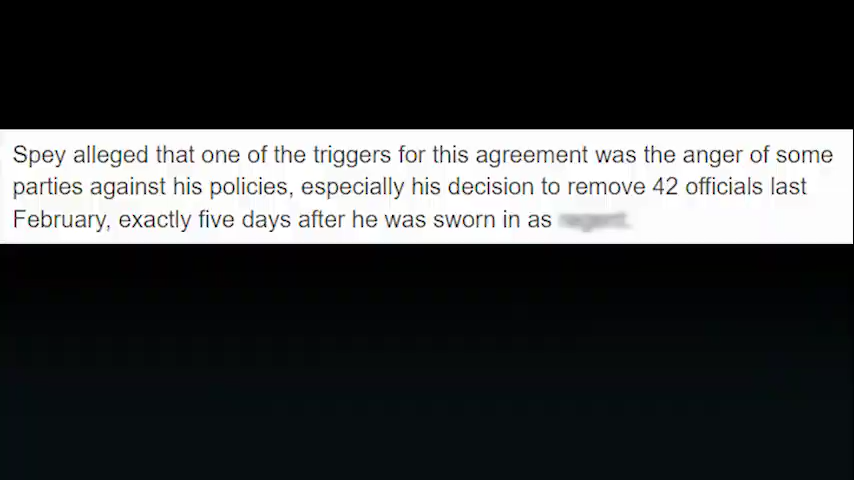 Spey alleged that one of the triggers for this agreement was the anger of some
parties against his policies, especially his decision to remove 42 officials last
February, exactly five days after he was sworn in as